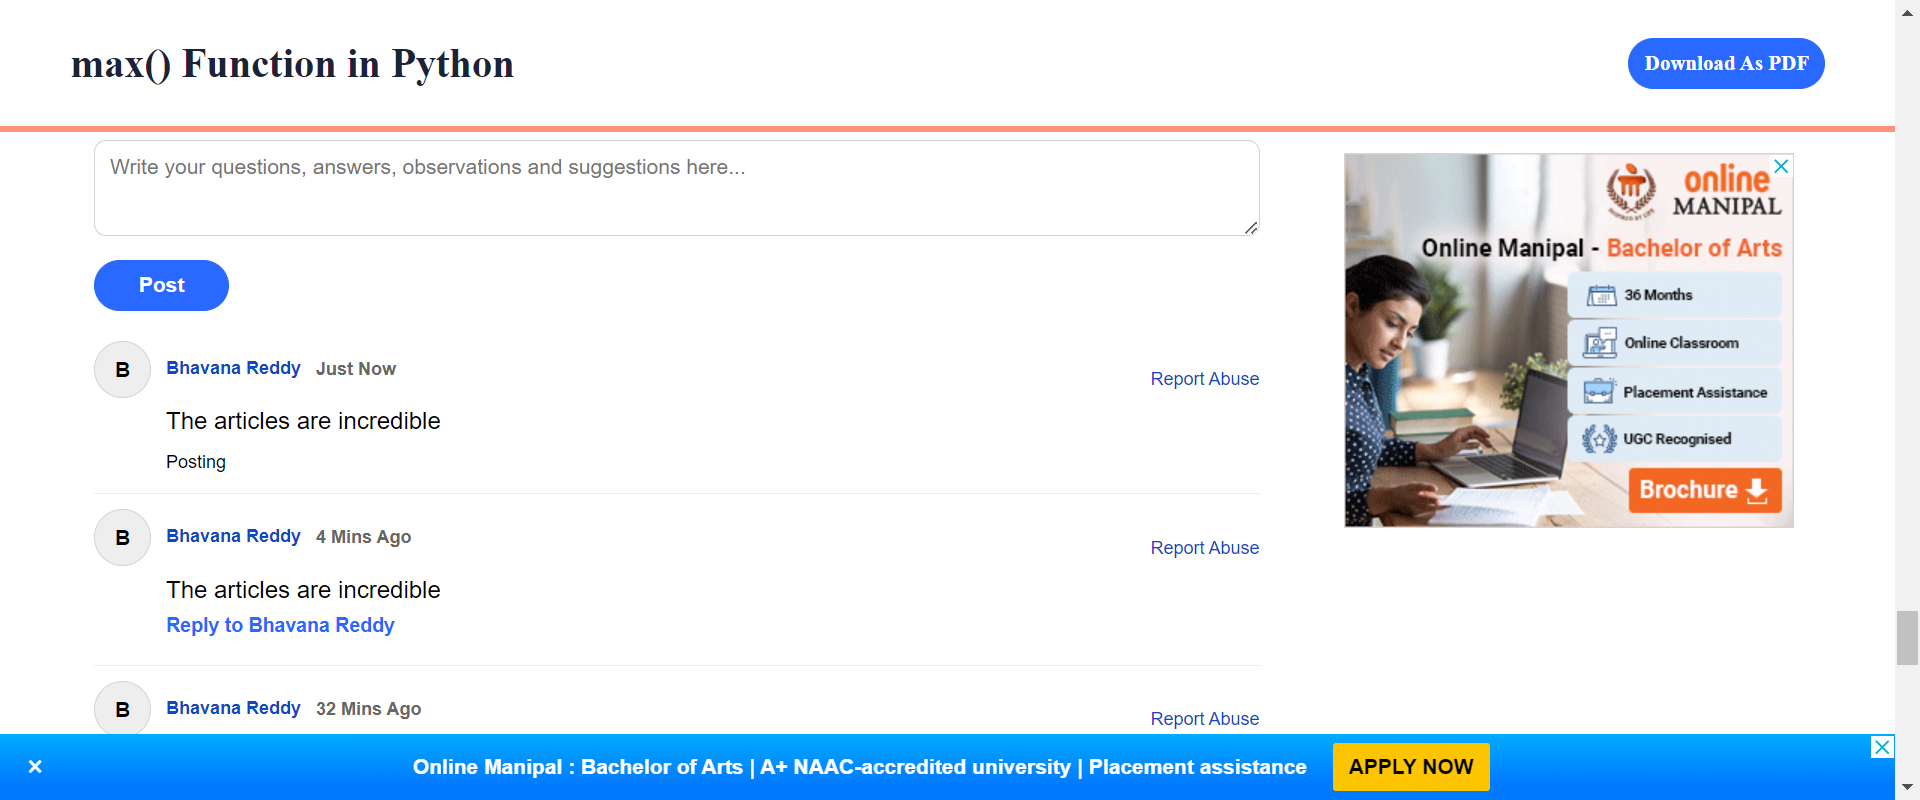 max() Function in Python
Download As PDF
Write your questions, answers, observations and suggestions here...
Post
B
Bhavana Reddy Just Now
Report Abuse
The articles are incredible
Posting
B
Bhavana Reddy 4 Mins Ago
Report Abuse
The articles are incredible
Reply to Bhavana Reddy
B
Bhavana Reddy 32 Mins Ago
Report Abuse
online
MANIPAL
Online Manipal - Bachelor of Arts
36 Months
Online Classroom
Placement Assistance
UGC Recognised
Brochure
Online Manipal : Bachelor of Arts | A+ NAAC-accredited university | Placement assistance
APPLY NOW